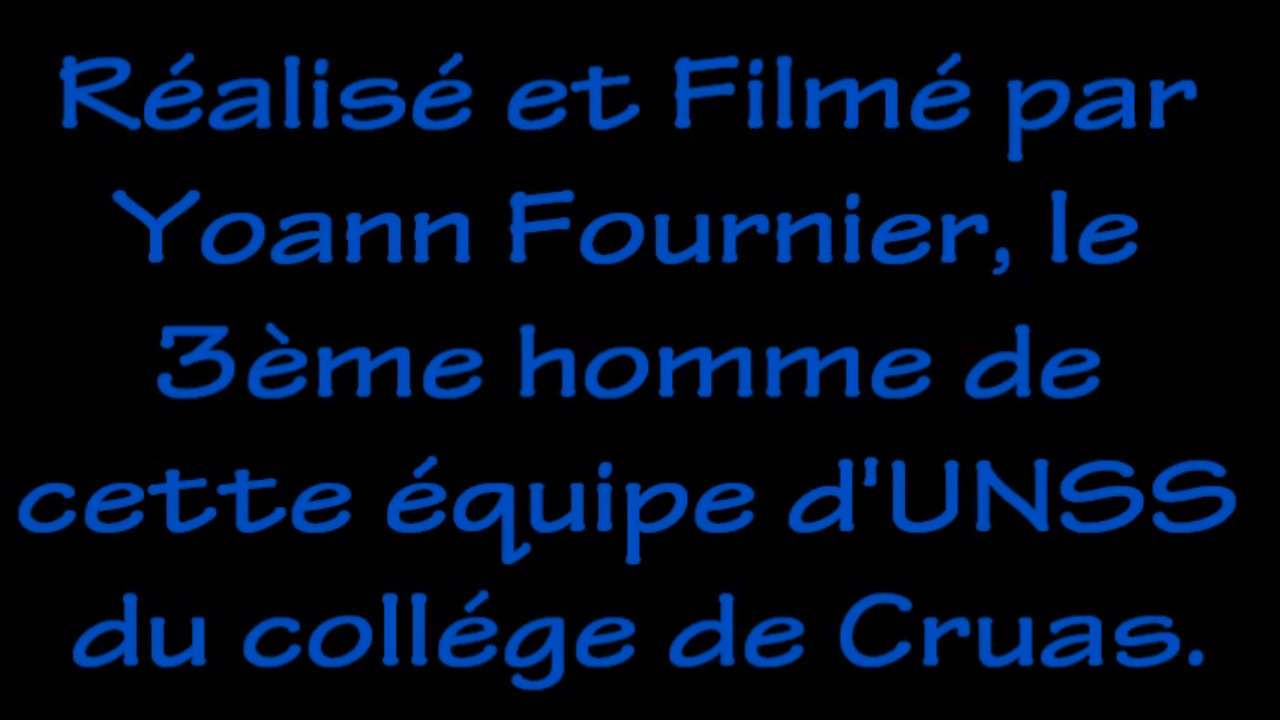 Réalisé et Filmé par
Yoann Fournier, le
3ème homme de
cette équipe d'UNSS
du collége de Cruas.